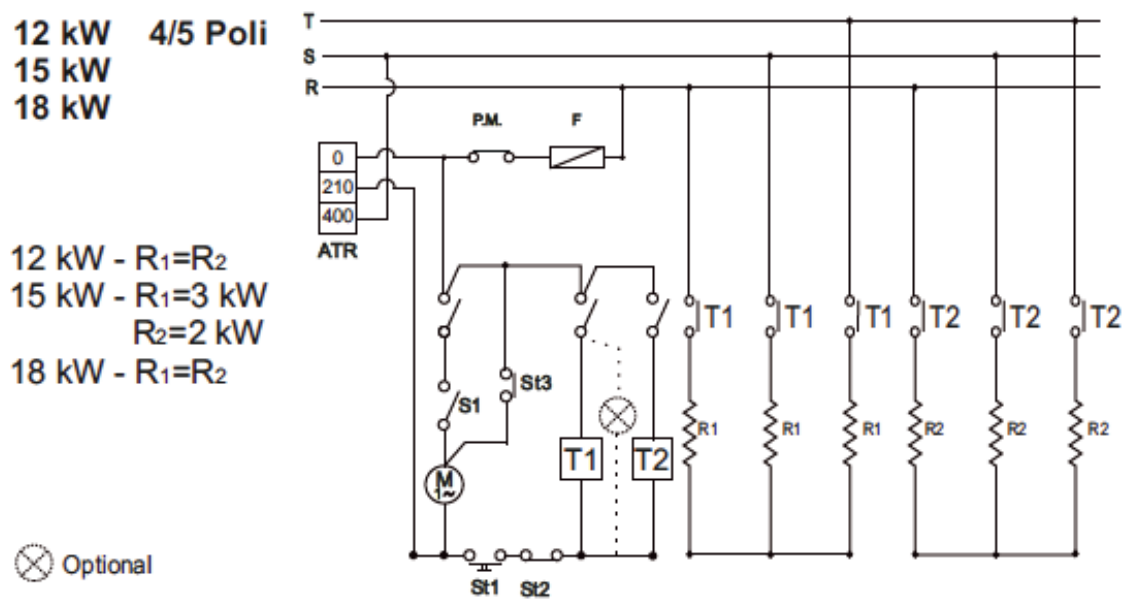 12 kW 4/5 Poli
15 kW
18 kW
T
S
R
P.M. F
0
210
400
ATR
12 kW - R1=R2
15 kW - R1=3 kW
R2=2 kW
18 kW - R1=R2
T1 T1 T1 T2 T2 T2
St3
S1
R1 R1 R1 R2 R2 R2
T1 T2
M
1~
St1 St2
Optional